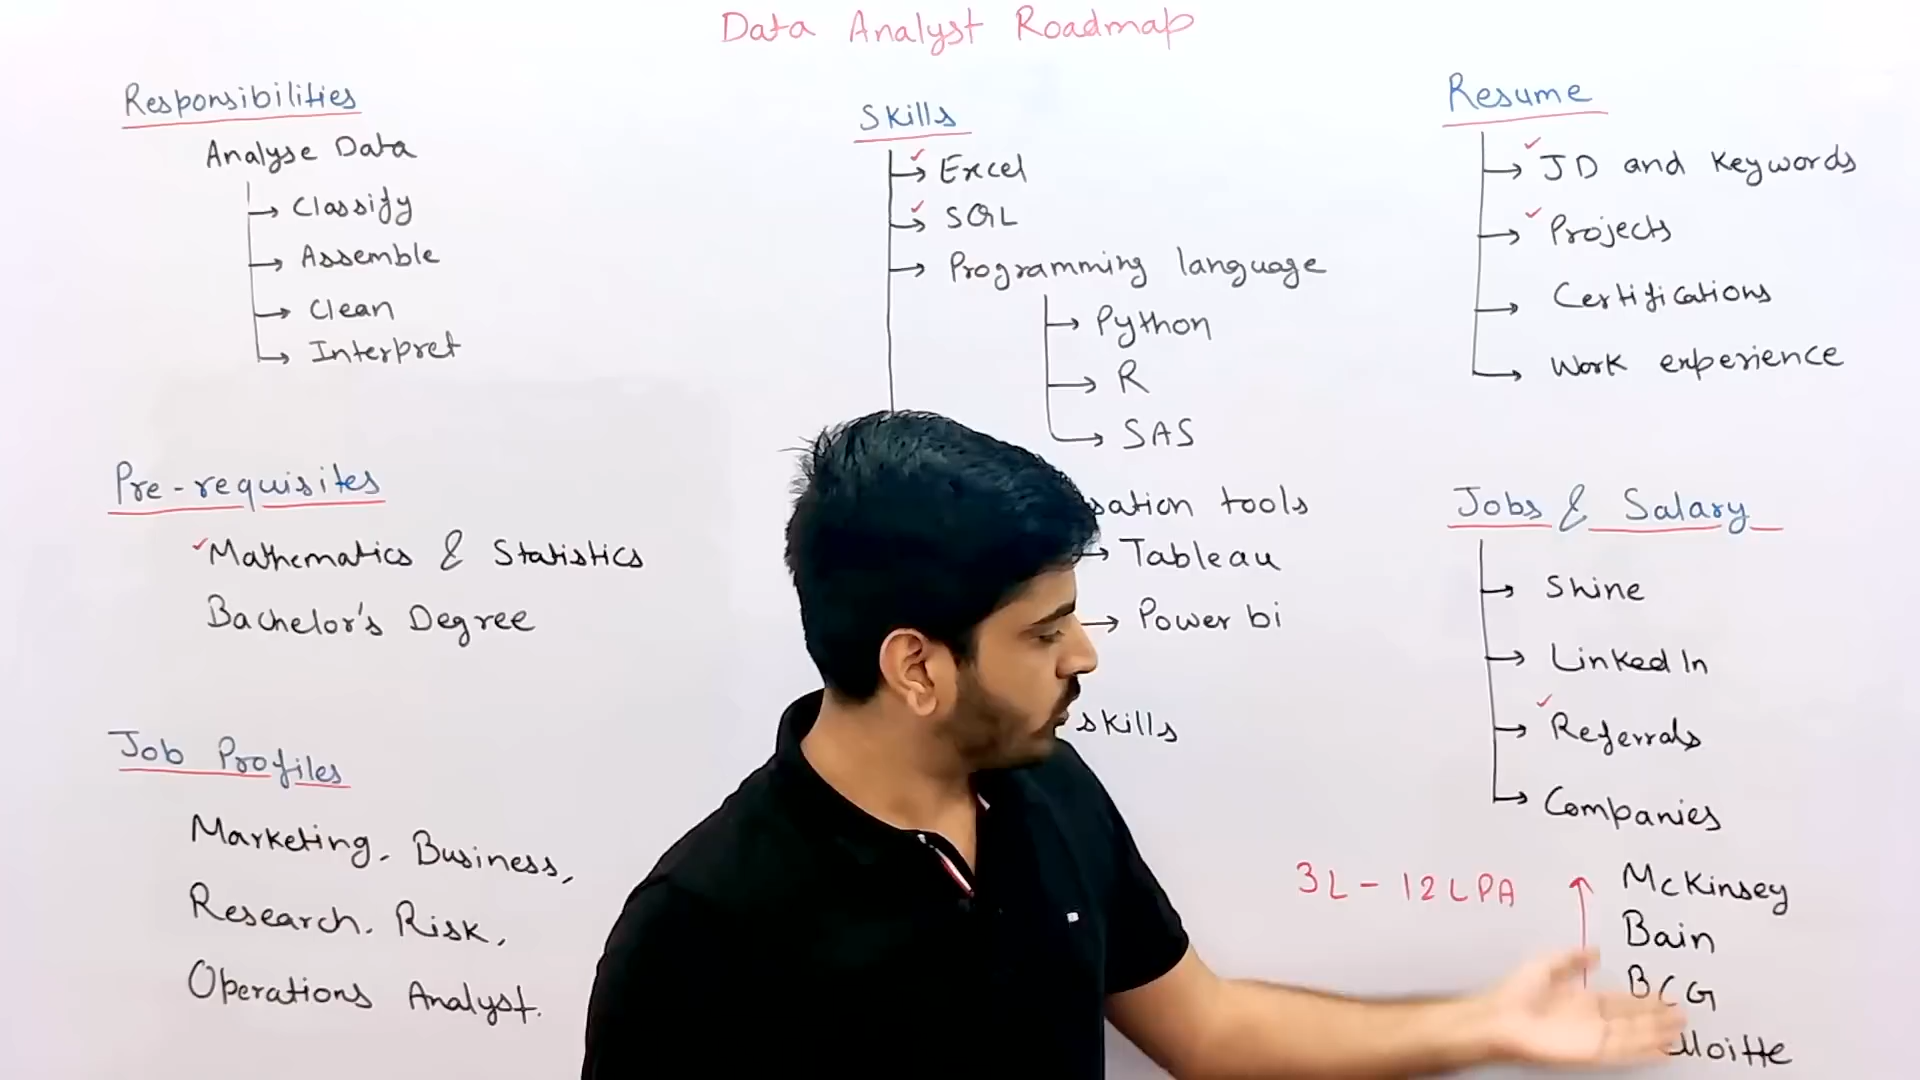 Data Analyst Roadmap
Responsibilities
Analyse Data
Classify
Assemble
Clean
Interpret
Pre-requisites
Mathematics & Statistics
Bachelor's Degree
Job Profiles
Marketing, Business,
Research, Risk,
Operations Analyst.
Skills
Excel
SQL
Programming language
Python
R
SAS
tools
Tableau
Power bi
skills
Resume
JD and Keywords
Projects
Certifications
Work experience
Jobs & Salary
Shine
LinkedIn
Referrals
Companies
3L - 12 LPA
McKinsey
Bain
BCG